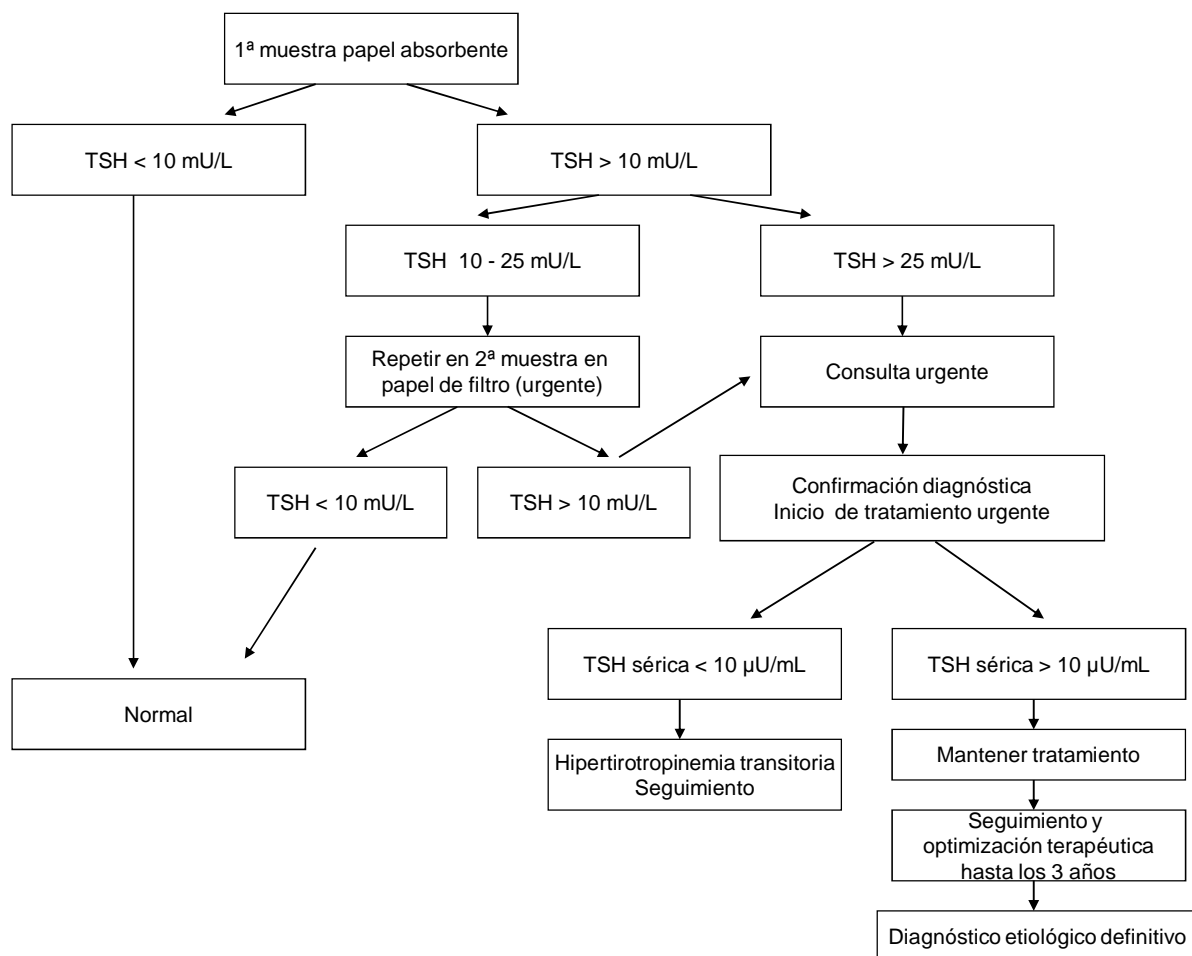 1ª muestra papel absorbente
TSH < 10 mU/L
TSH > 10 mU/L
TSH  10 - 25 mU/L
TSH > 25 mU/L
Repetir en 2ª muestra en
papel de filtro (urgente)
Consulta urgente
TSH < 10 mU/L
TSH > 10 mU/L
Confirmación diagnóstica
Inicio  de tratamiento urgente
TSH sérica < 10 µU/mL
TSH sérica > 10 µU/mL
Normal
Hipertirotropinemia transitoria
Seguimiento
Mantener tratamiento
Seguimiento y
optimización terapéutica
hasta los 3 años
Diagnóstico etiológico definitivo